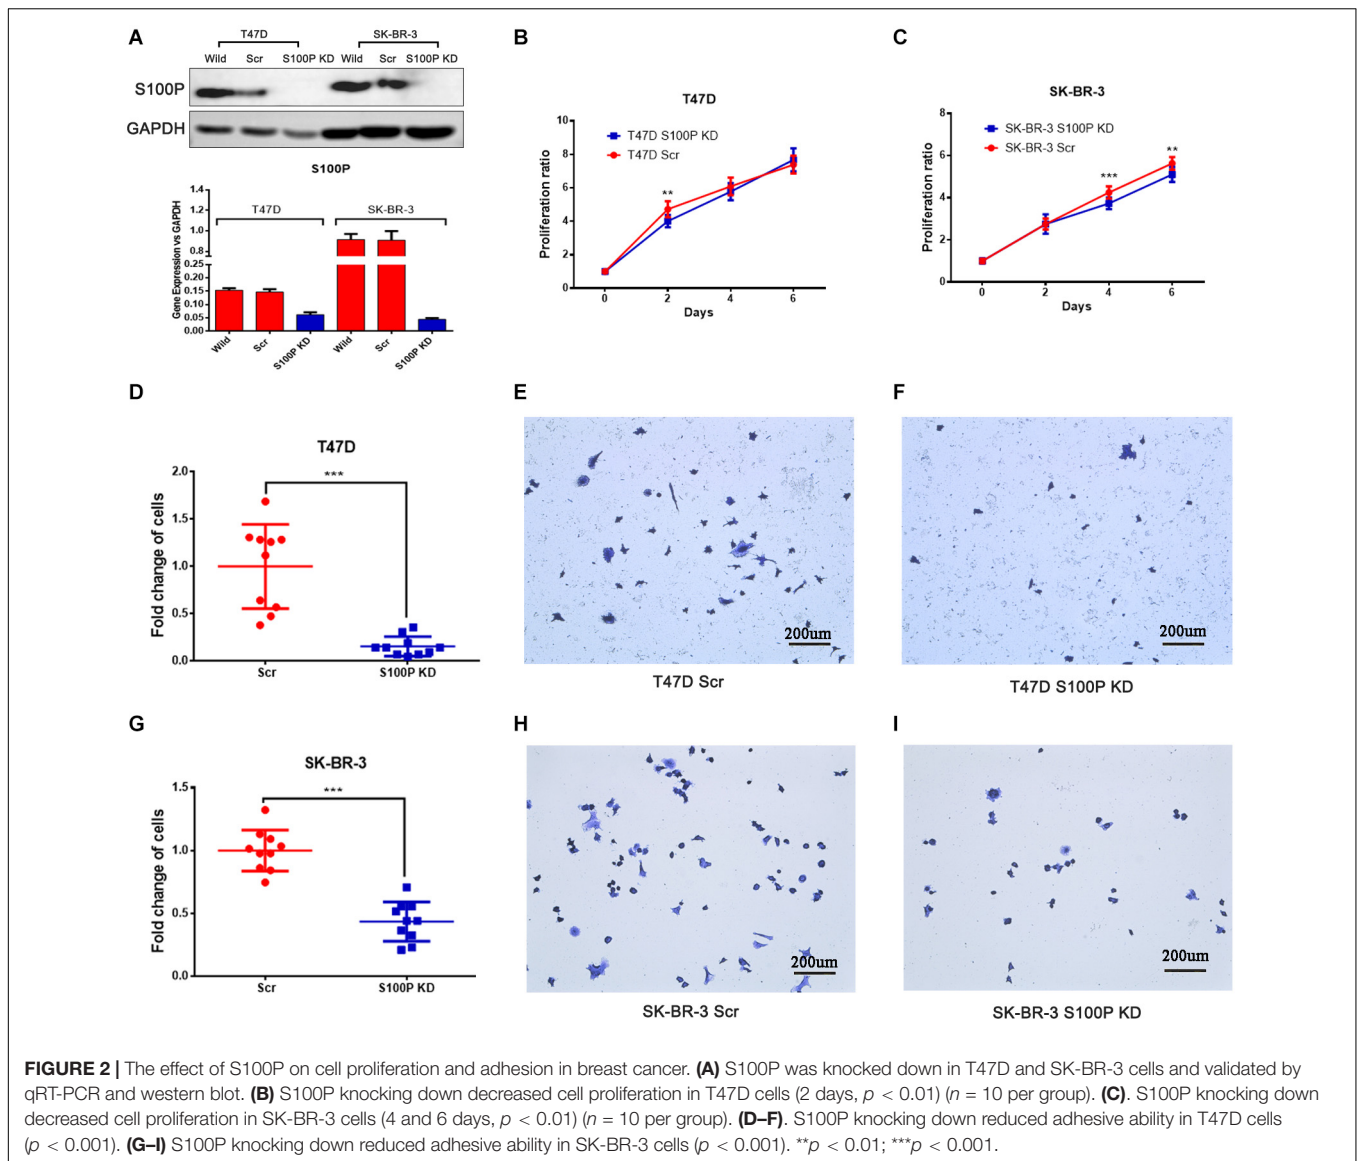 A
T47D
SK-BR-3
Wild Scr S100P KD Wild Scr S100P KD
S100P
GAPDH
S100P
Gene Expression vs GAPDH
1.4
1.2
1.0
0.8
0.25
0.20
0.15
0.10
0.05
0.00
T47D
SK-BR-3
Wild
Scr
S100P KD
Wild
Scr
S100P KD
B
T47D
Proliferation ratio
10
8
6
4
2
0
T47D S100P KD
T47D Scr
**
0 2 4 6
Days
C
SK-BR-3
Proliferation ratio
8
6
4
2
0
SK-BR-3 S100P KD
SK-BR-3 Scr
***
**
0 2 4 6
Days
D
T47D
Fold change of cells
2.0
1.5
1.0
0.5
0.0
***
Scr S100P KD
E
200um
T47D Scr
F
200um
T47D S100P KD
G
SK-BR-3
Fold change of cells
1.5
1.0
0.5
0.0
***
Scr S100P KD
H
200um
SK-BR-3 Scr
I
200um
SK-BR-3 S100P KD
FIGURE 2 | The effect of S100P on cell proliferation and adhesion in breast cancer. (A) S100P was knocked down in T47D and SK-BR-3 cells and validated by
qRT-PCR and western blot. (B) S100P knocking down decreased cell proliferation in T47D cells (2 days, p < 0.01) (n = 10 per group). (C). S100P knocking down
decreased cell proliferation in SK-BR-3 cells (4 and 6 days, p < 0.01) (n = 10 per group). (D–F). S100P knocking down reduced adhesive ability in T47D cells
(p < 0.001). (G–I) S100P knocking down reduced adhesive ability in SK-BR-3 cells (p < 0.001). **p < 0.01; ***p < 0.001.